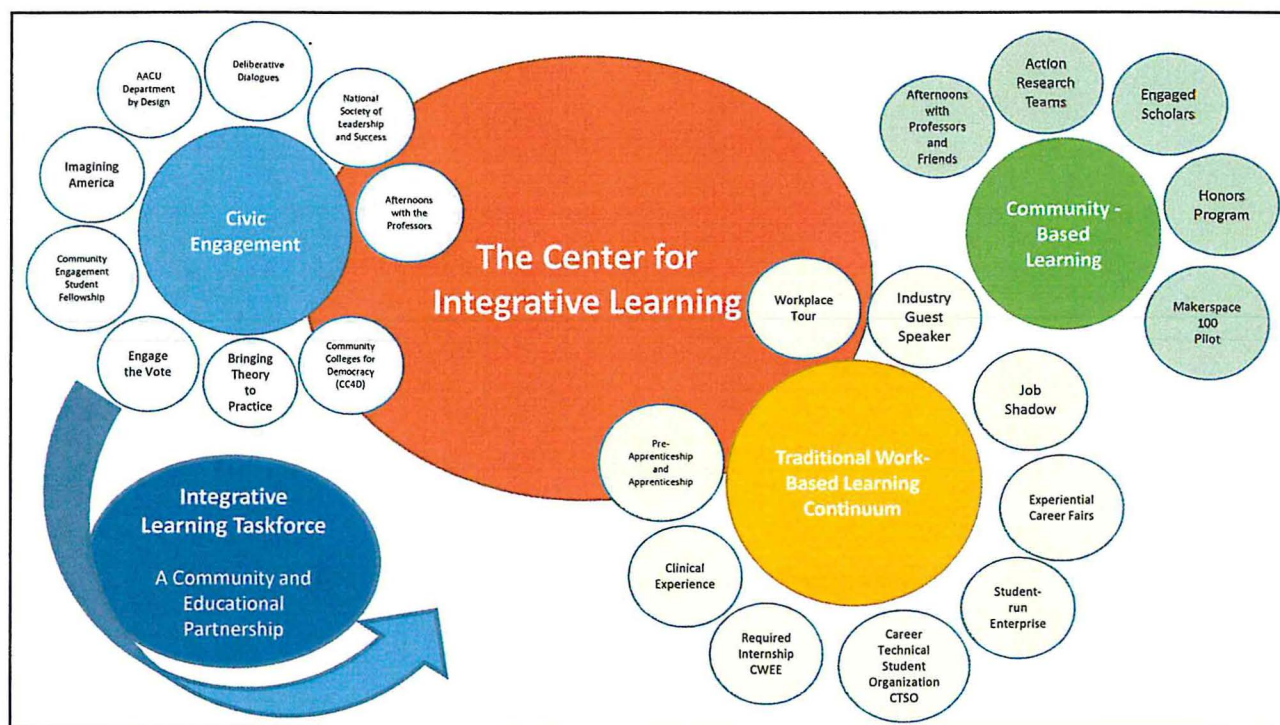 AACU
Department
by Design
Deliberative
Dialogues
National
Society of
Leadership
and Success
Imagining
America
Afternoons
with the
Professors
Civic
Engagement
Community
Engagement
Student
Fellowship
Engage
the Vote
Bringing
Theory
to
Practice
Community
Colleges for
Democracy
(CC4D)
Integrative
Learning Taskforce
A Community and
Educational
Partnership
The Center for
Integrative Learning
Afternoons
with
Professors
and
Friends
Action
Research
Teams
Engaged
Scholars
Honors
Program
Makerspace
100
Pilot
Community -
Based
Learning
Workplace
Tour
Industry
Guest
Speaker
Job
Shadow
Experiential
Career Fairs
Student-
run
Enterprise
Career
Technical
Student
Organization
CTSO
Required
Internship
CWEE
Clinical
Experience
Pre-
Apprenticeship
and
Apprenticeship
Traditional Work-
Based Learning
Continuum